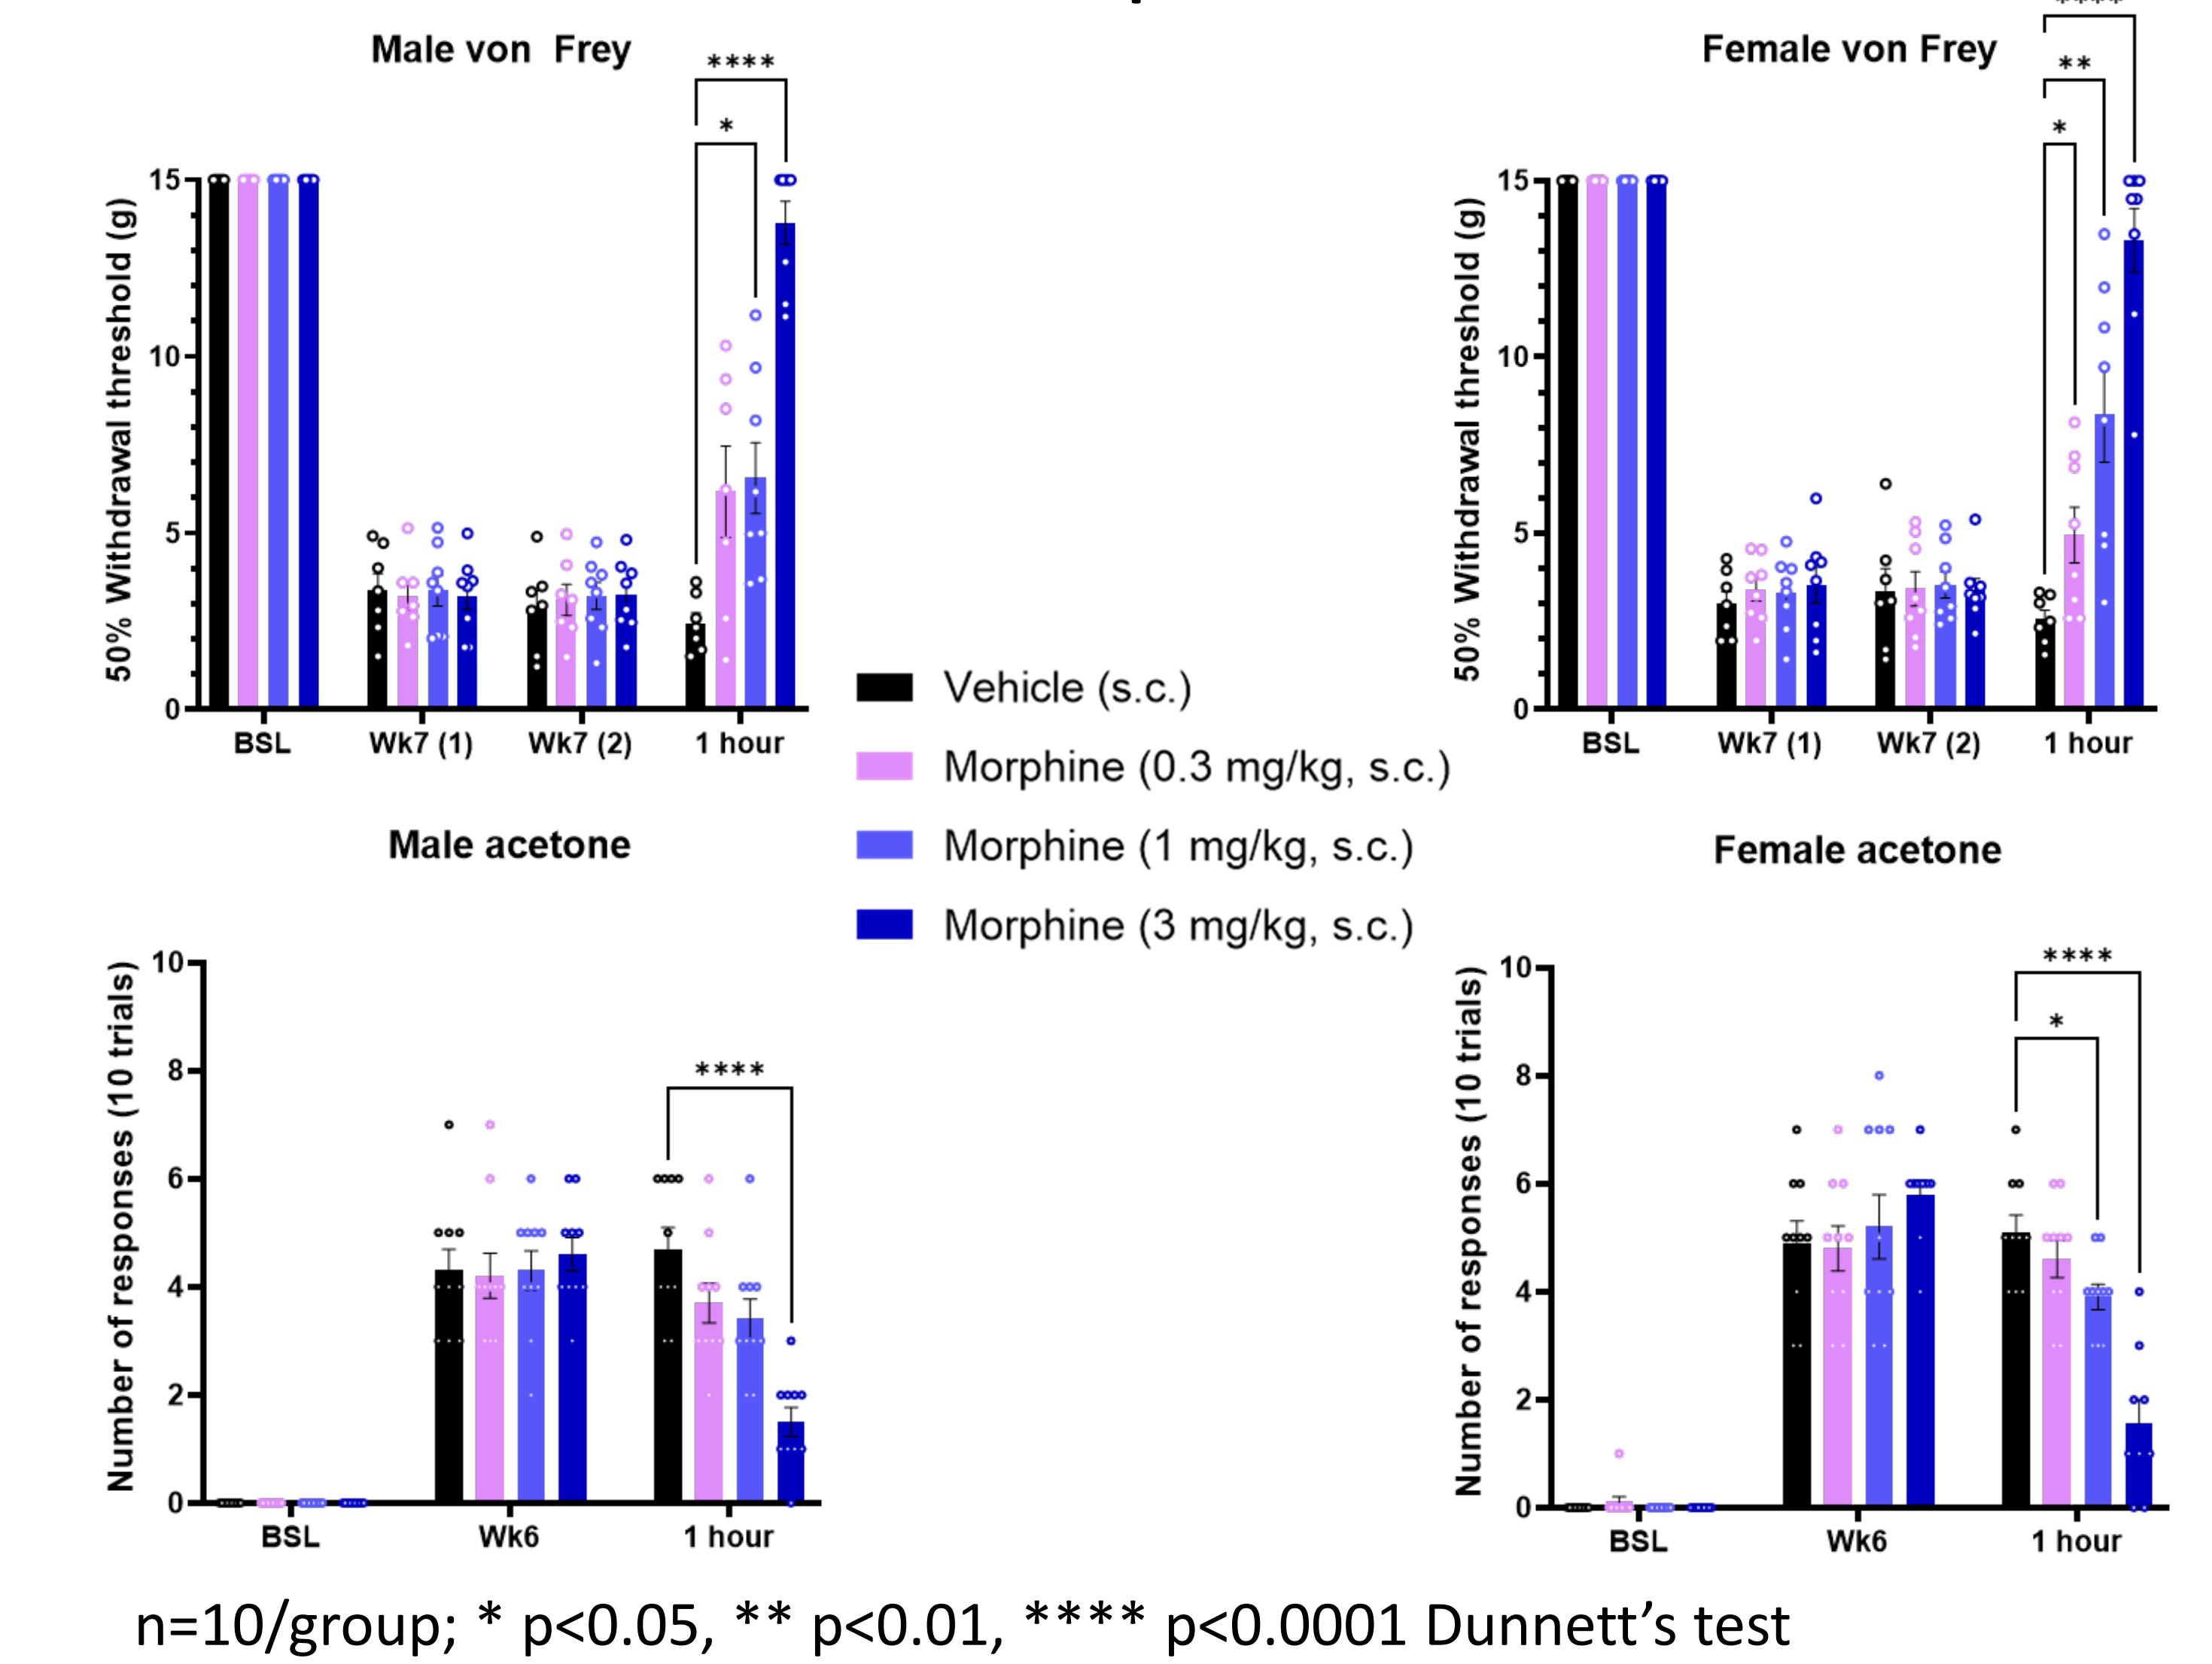 Male von Frey
****
*
50% Withdrawal threshold (g)
15
10
5
0
BSL Wk7 (1) Wk7 (2) 1 hour
Female von Frey
****
**
*
50% Withdrawal threshold (g)
15
10
5
0
BSL Wk7 (1) Wk7 (2) 1 hour
Vehicle (s.c.)
Morphine (0.3 mg/kg, s.c.)
Morphine (1 mg/kg, s.c.)
Morphine (3 mg/kg, s.c.)
Male acetone
****
Number of responses (10 trials)
10
8
6
4
2
0
BSL Wk6 1 hour
Female acetone
****
*
Number of responses (10 trials)
10
8
6
4
2
0
BSL Wk6 1 hour
n=10/group; * p<0.05, ** p<0.01, **** p<0.0001 Dunnett’s test